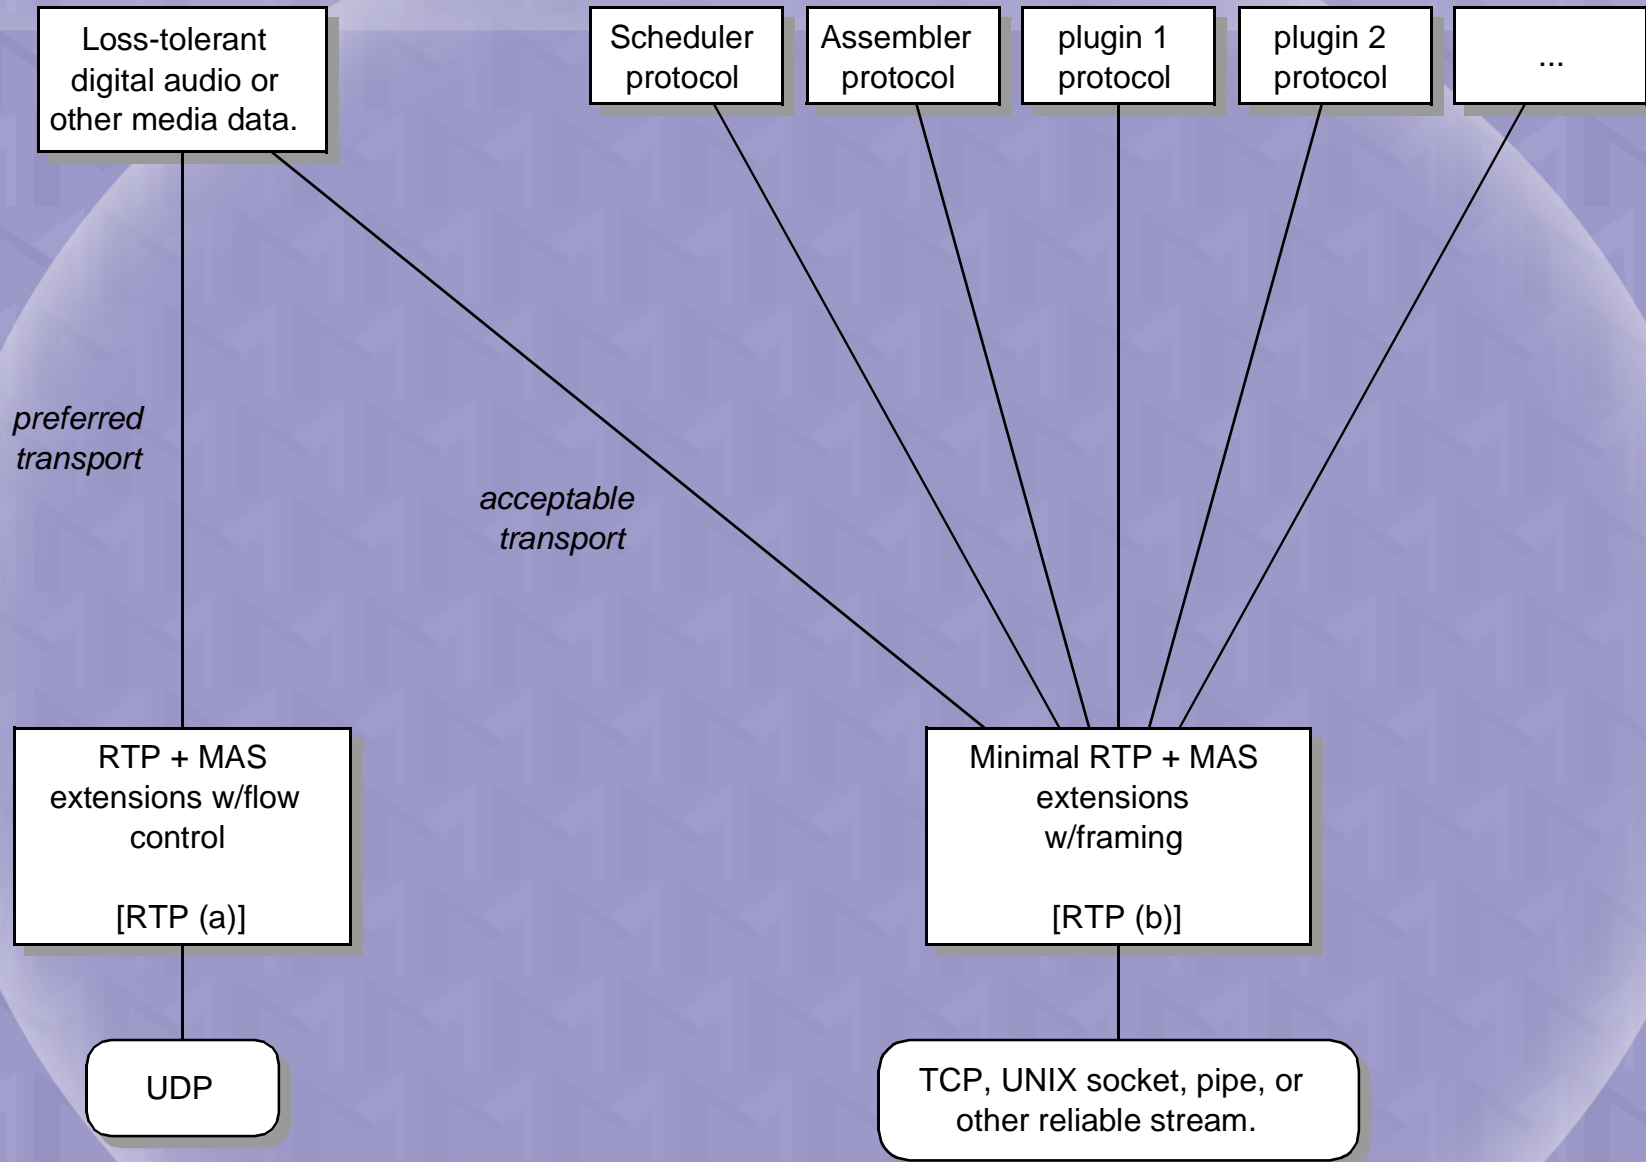 Loss-tolerant
digital audio or
other media data.
Scheduler
protocol
Assembler
protocol
plugin 1
protocol
plugin 2
protocol
...
preferred
transport
acceptable
transport
RTP + MAS
extensions w/flow
control
[RTP (a)]
Minimal RTP + MAS
extensions
w/framing
[RTP (b)]
UDP
TCP, UNIX socket, pipe, or
other reliable stream.